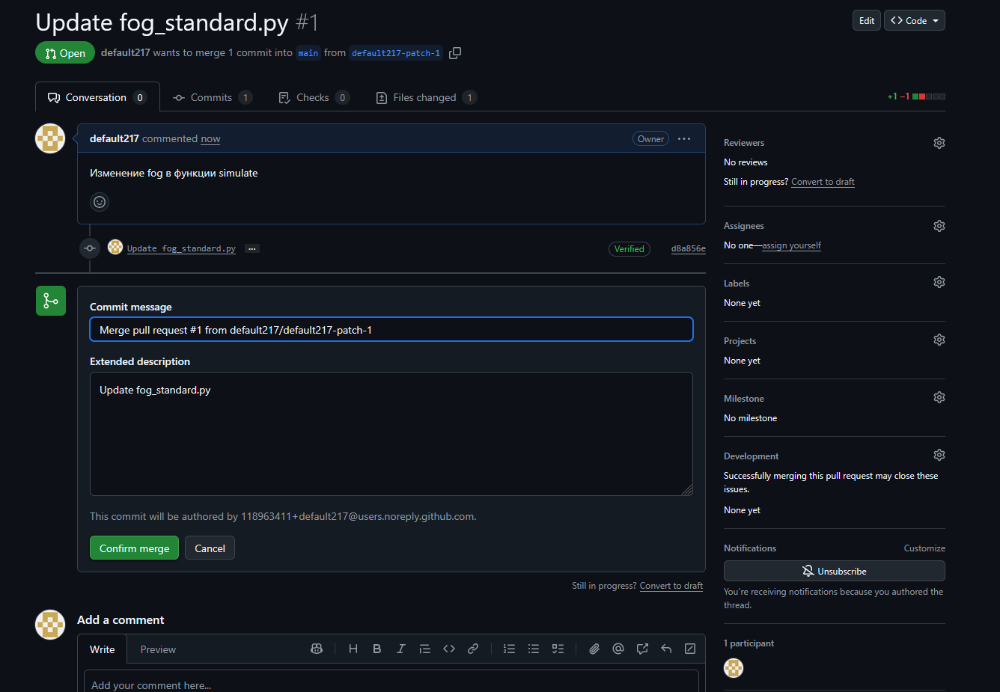 Update fog_standard.py #1
Edit
Code
Open
default217 wants to merge 1 commit into main from default217-patch-1
Conversation 0
Commits 1
Checks 0
Files changed 1
+1 −1
default217 commented now
Owner
Изменение fog в функции simulate
Update fog_standard.py
Verified
d8a856e
Commit message
Merge pull request #1 from default217/default217-patch-1
Extended description
Update fog_standard.py
This commit will be authored by 118963411+default217@users.noreply.github.com.
Confirm merge
Cancel
Still in progress? Convert to draft
Add a comment
Write
Preview
Add your comment here...
Reviewers
No reviews
Still in progress? Convert to draft
Assignees
No one—assign yourself
Labels
None yet
Projects
None yet
Milestone
No milestone
Development
Successfully merging this pull request may close these
issues.
None yet
Notifications
Customize
Unsubscribe
You're receiving notifications because you authored the
thread.
1 participant